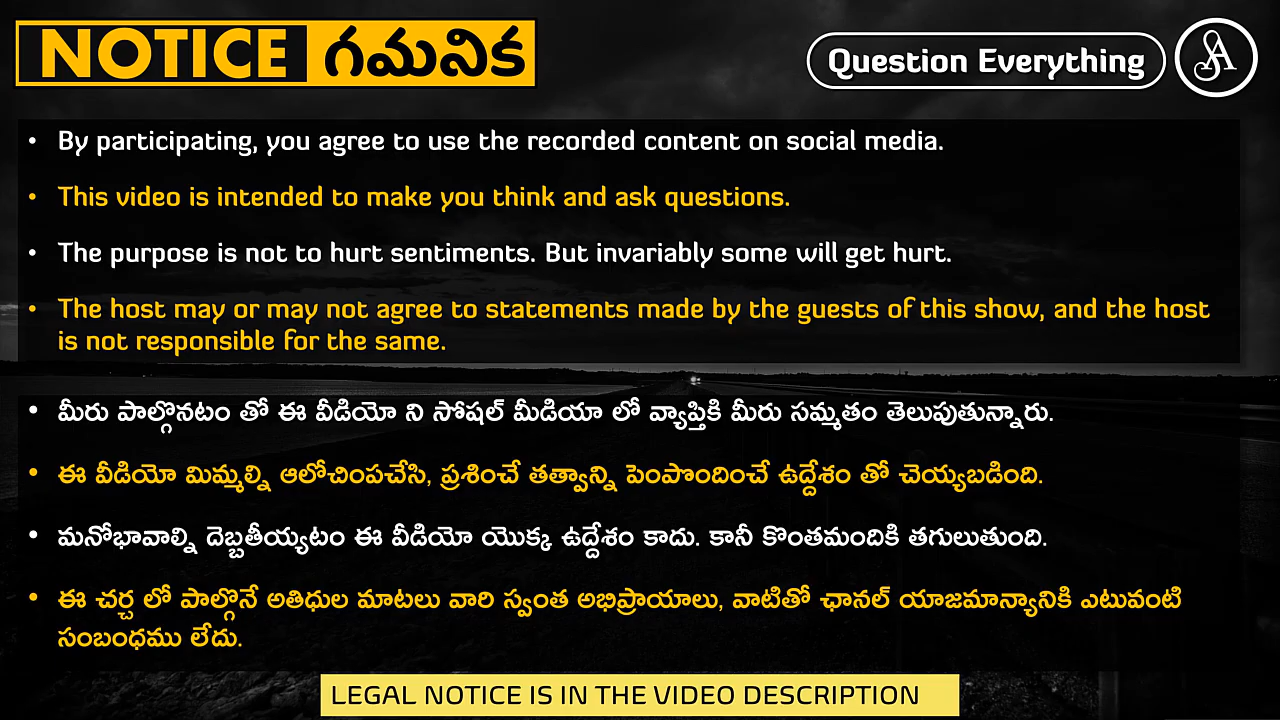 NOTICE గమనిక
Question Everything
• By participating, you agree to use the recorded content on social media.
• This video is intended to make you think and ask questions.
• The purpose is not to hurt sentiments. But invariably some will get hurt.
• The host may or may not agree to statements made by the guests of this show, and the host
is not responsible for the same.
• మీరు పాల్గొనటం తో ఈ వీడియో ని సోషల్ మీడియా లో వ్యాప్తికి మీరు సమ్మతం తెలుపుతున్నారు.
• ఈ వీడియో మిమ్మల్ని ఆలోచింపచేసి, ప్రశించే తత్వాన్ని పెంపొందించే ఉద్దేశం తో చెయ్యబడింది.
• మనోభావాల్ని దెబ్బతీయ్యటం ఈ వీడియో యొక్క ఉద్దేశం కాదు. కానీ కొంతమందికి తగులుతుంది.
• ఈ చర్చ లో పాల్గొనే అతిధుల మాటలు వారి స్వంత అభిప్రాయాలు, వాటితో ఛానల్ యాజమాన్యానికి ఎటువంటి
సంబంధము లేదు.
LEGAL NOTICE IS IN THE VIDEO DESCRIPTION